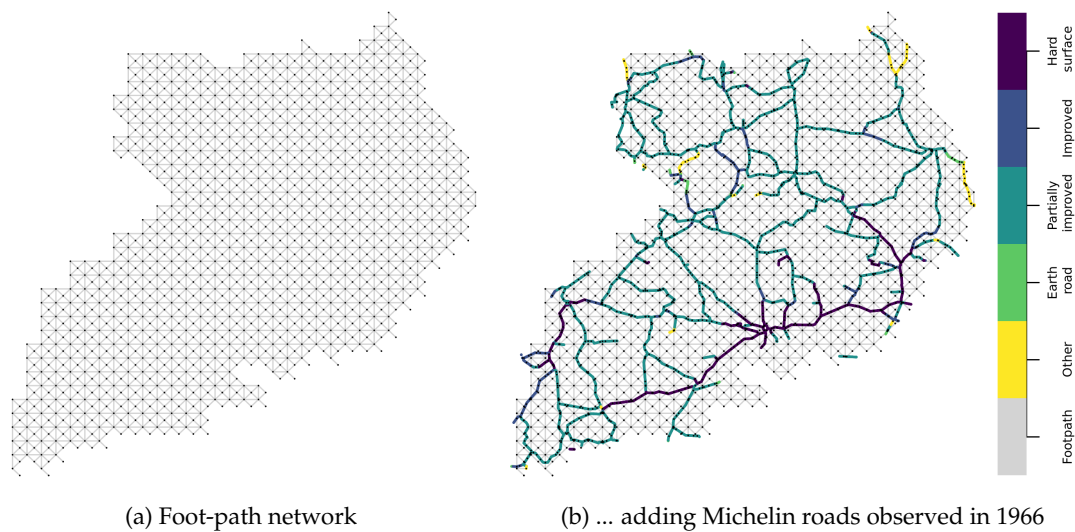 Hard
surface
Improved
Partially
improved
Earth
road
Other
Footpath
(a) Foot-path network
(b) ... adding Michelin roads observed in 1966